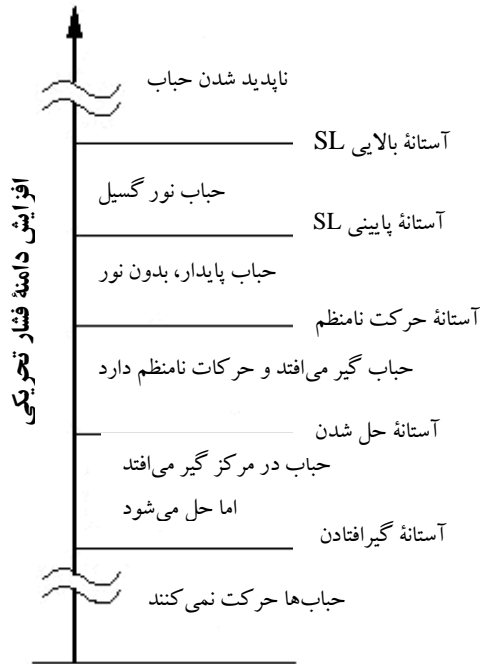 ناپدید شدن حباب
آستانهٔ بالایی SL
حباب نور گسیل
آستانهٔ پایینی SL
حباب پایدار، بدون نور
آستانهٔ حرکت نامنظم
حباب گیر می‌افتد و حرکات نامنظم دارد
آستانهٔ حل شدن
حباب در مرکز گیر می‌افتد
اما حل می‌شود
آستانهٔ گیرافتادن
حباب‌ها حرکت نمی‌کنند
افزایش دامنهٔ فشار تحریکی